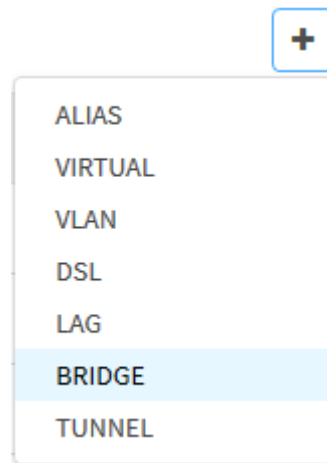 ALIAS
VIRTUAL
VLAN
DSL
LAG
BRIDGE
TUNNEL